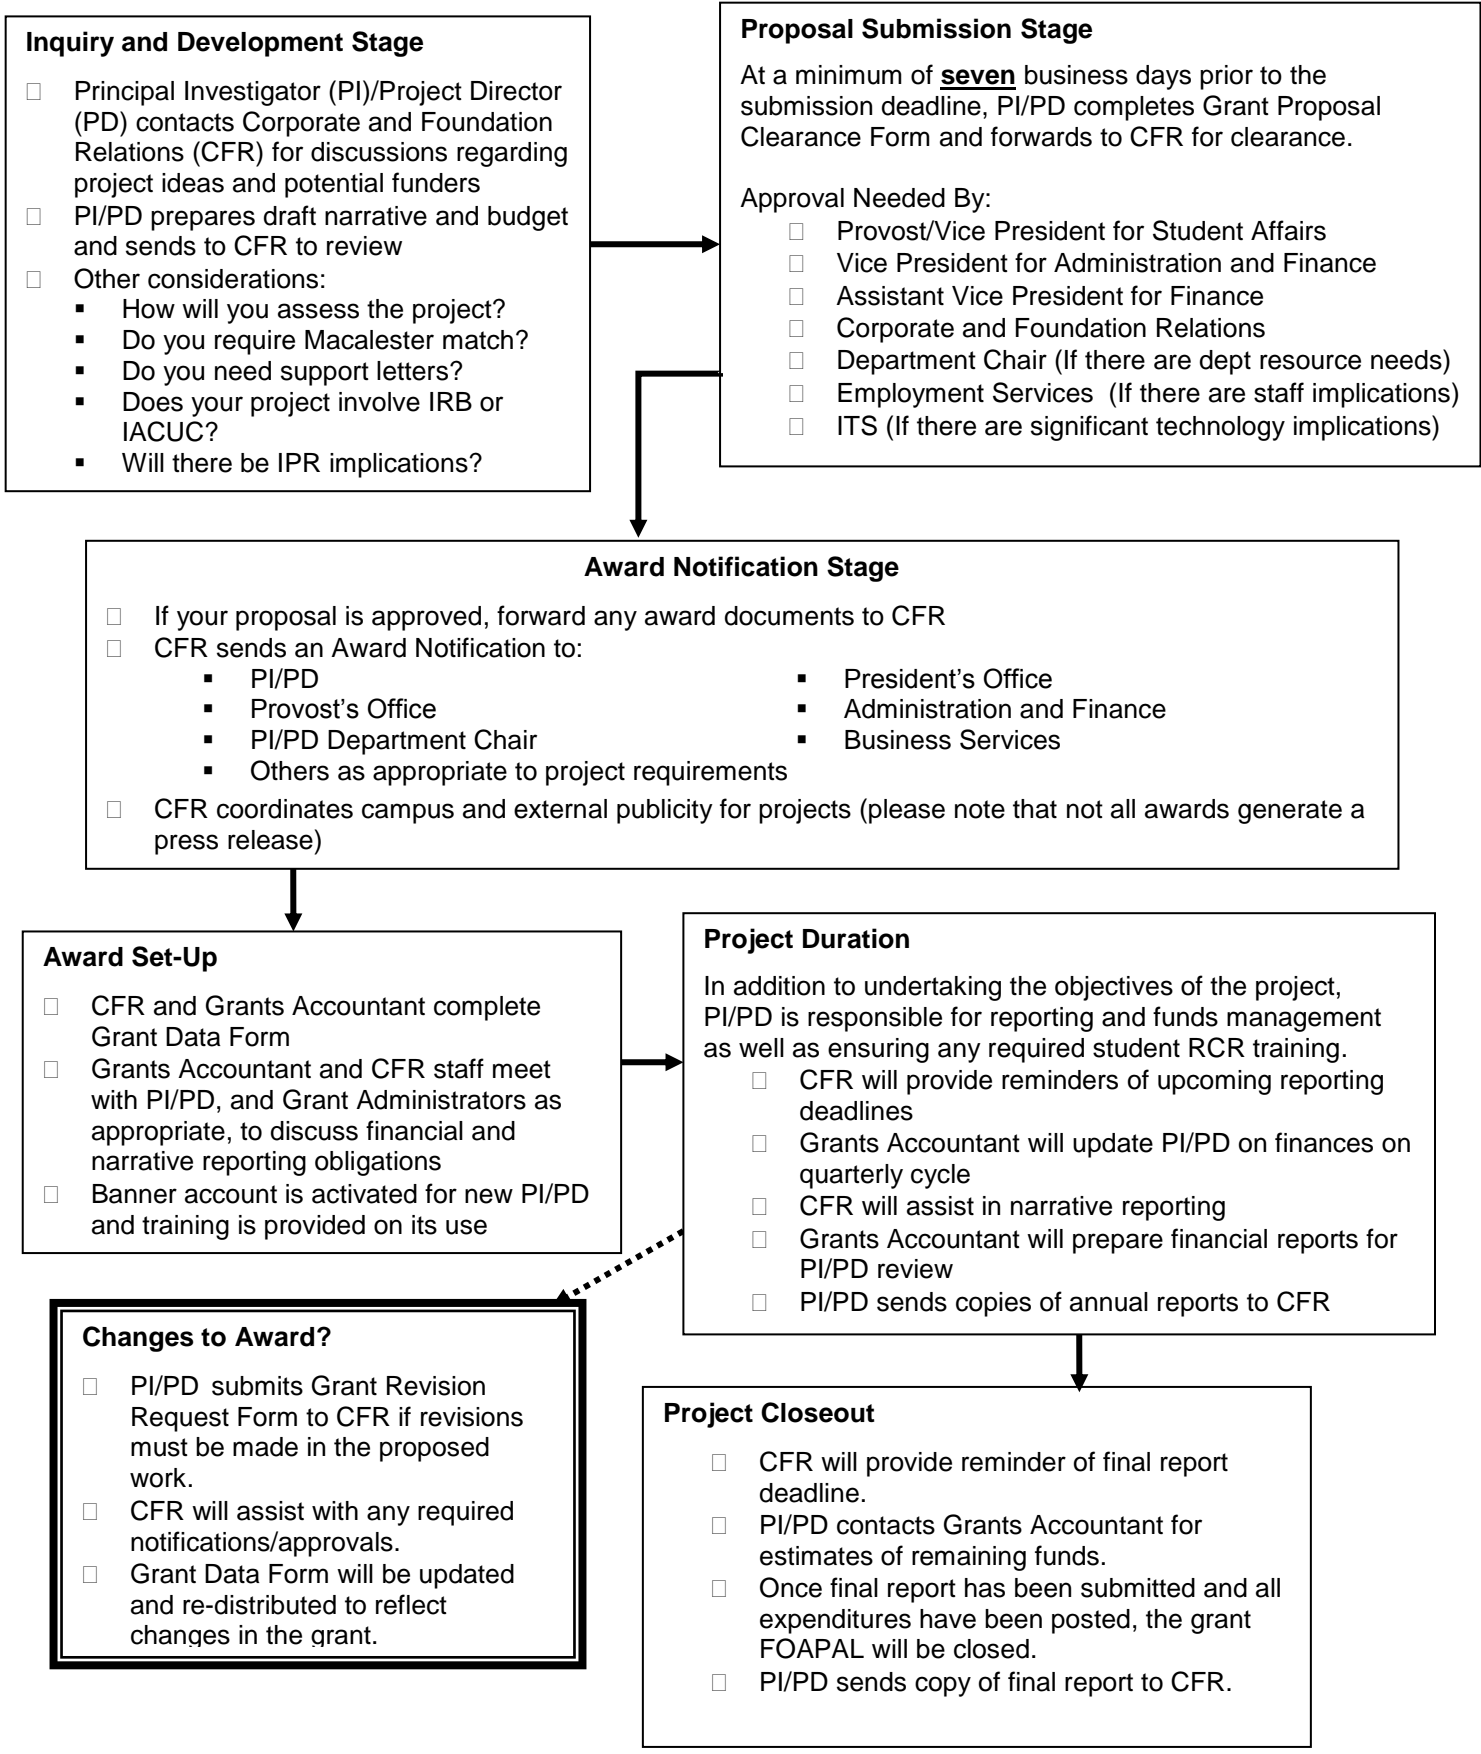 Inquiry and Development Stage
□ Principal Investigator (PI)/Project Director
(PD) contacts Corporate and Foundation
Relations (CFR) for discussions regarding
project ideas and potential funders
□ PI/PD prepares draft narrative and budget
and sends to CFR to review
□ Other considerations:
▪ How will you assess the project?
▪ Do you require Macalester match?
▪ Do you need support letters?
▪ Does your project involve IRB or
IACUC?
▪ Will there be IPR implications?
Proposal Submission Stage
At a minimum of seven business days prior to the
submission deadline, PI/PD completes Grant Proposal
Clearance Form and forwards to CFR for clearance.
Approval Needed By:
□ Provost/Vice President for Student Affairs
□ Vice President for Administration and Finance
□ Assistant Vice President for Finance
□ Corporate and Foundation Relations
□ Department Chair (If there are dept resource needs)
□ Employment Services (If there are staff implications)
□ ITS (If there are significant technology implications)
Award Notification Stage
□ If your proposal is approved, forward any award documents to CFR
□ CFR sends an Award Notification to:
▪ PI/PD
▪ Provost's Office
▪ PI/PD Department Chair
▪ Others as appropriate to project requirements
▪ President's Office
▪ Administration and Finance
▪ Business Services
□ CFR coordinates campus and external publicity for projects (please note that not all awards generate a
press release)
Award Set-Up
□ CFR and Grants Accountant complete
Grant Data Form
□ Grants Accountant and CFR staff meet
with PI/PD, and Grant Administrators as
appropriate, to discuss financial and
narrative reporting obligations
□ Banner account is activated for new PI/PD
and training is provided on its use
Project Duration
In addition to undertaking the objectives of the project,
PI/PD is responsible for reporting and funds management
as well as ensuring any required student RCR training.
□ CFR will provide reminders of upcoming reporting
deadlines
□ Grants Accountant will update PI/PD on finances on
quarterly cycle
□ CFR will assist in narrative reporting
□ Grants Accountant will prepare financial reports for
PI/PD review
□ PI/PD sends copies of annual reports to CFR
Changes to Award?
□ PI/PD submits Grant Revision
Request Form to CFR if revisions
must be made in the proposed
work.
□ CFR will assist with any required
notifications/approvals.
□ Grant Data Form will be updated
and re-distributed to reflect
changes in the grant.
Project Closeout
□ CFR will provide reminder of final report
deadline.
□ PI/PD contacts Grants Accountant for
estimates of remaining funds.
□ Once final report has been submitted and all
expenditures have been posted, the grant
FOAPAL will be closed.
□ PI/PD sends copy of final report to CFR.